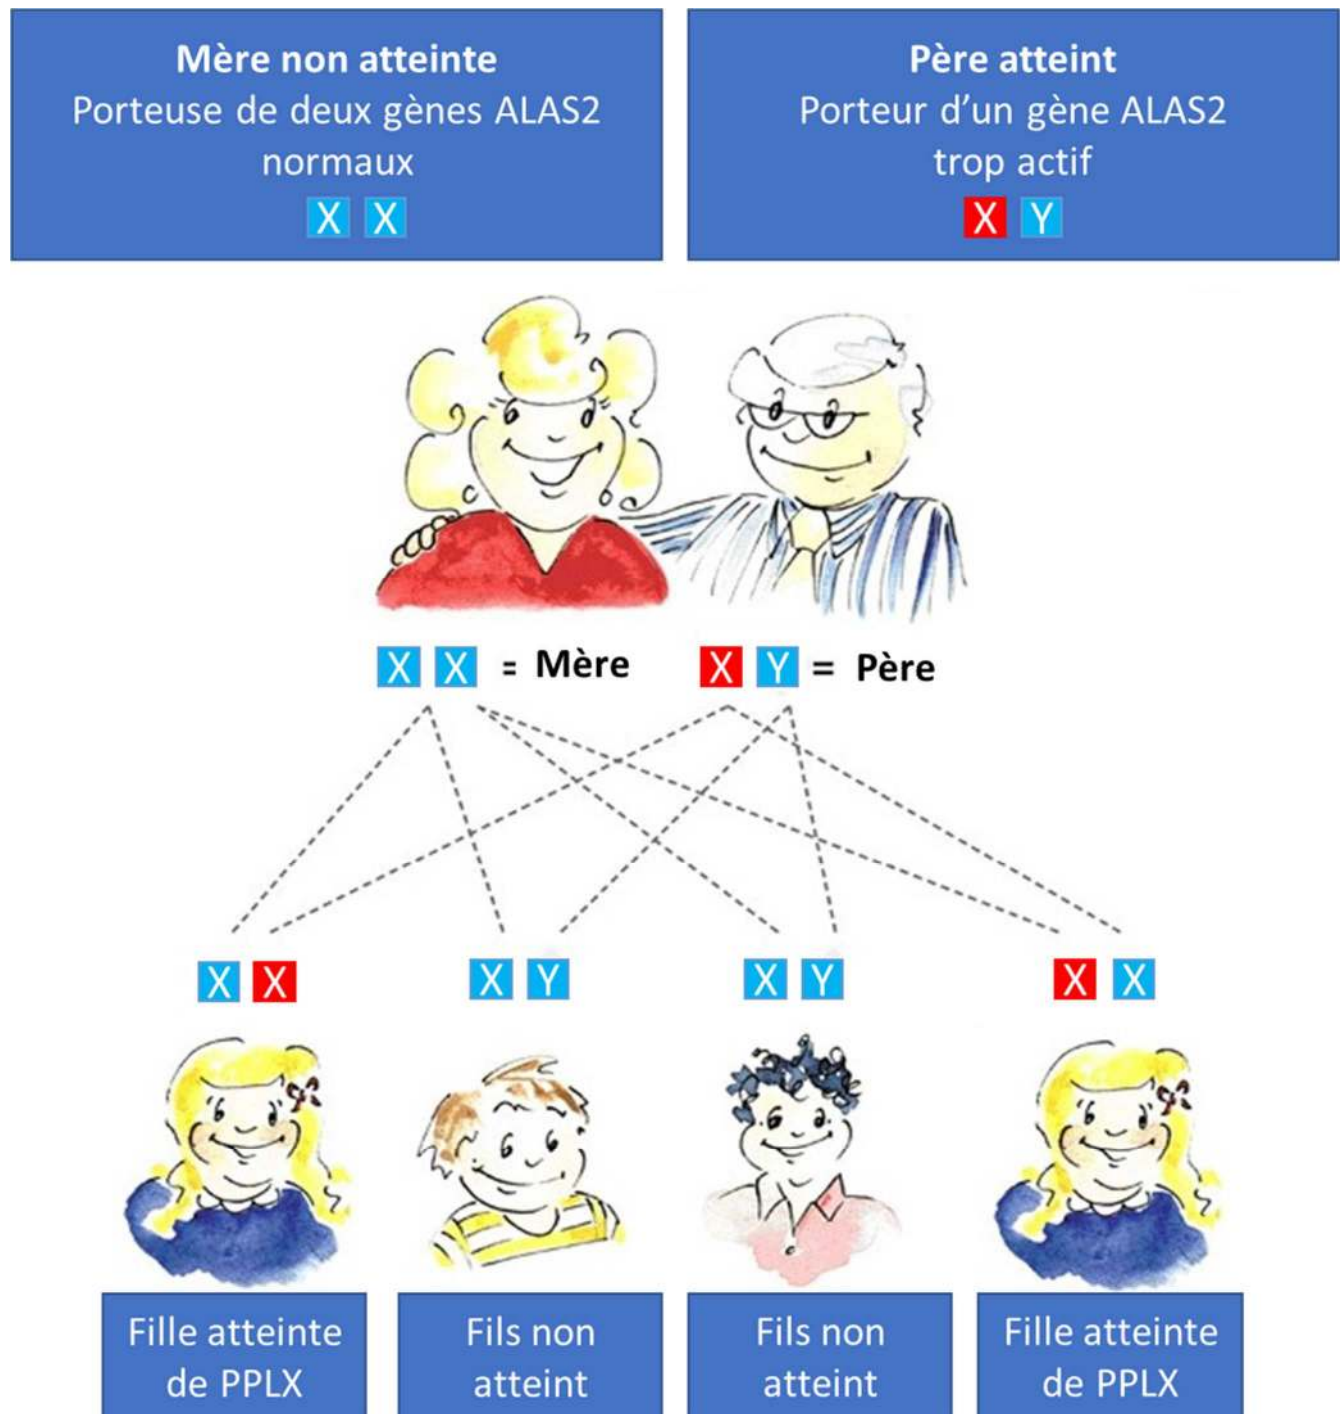 Mère non atteinte
Porteuse de deux gènes ALAS2
normaux
X X
Père atteint
Porteur d'un gène ALAS2
trop actif
X Y
X X = Mère
X Y = Père
X X
X Y
X Y
X X
Fille atteinte
de PPLX
Fils non
atteint
Fils non
atteint
Fille atteinte
de PPLX